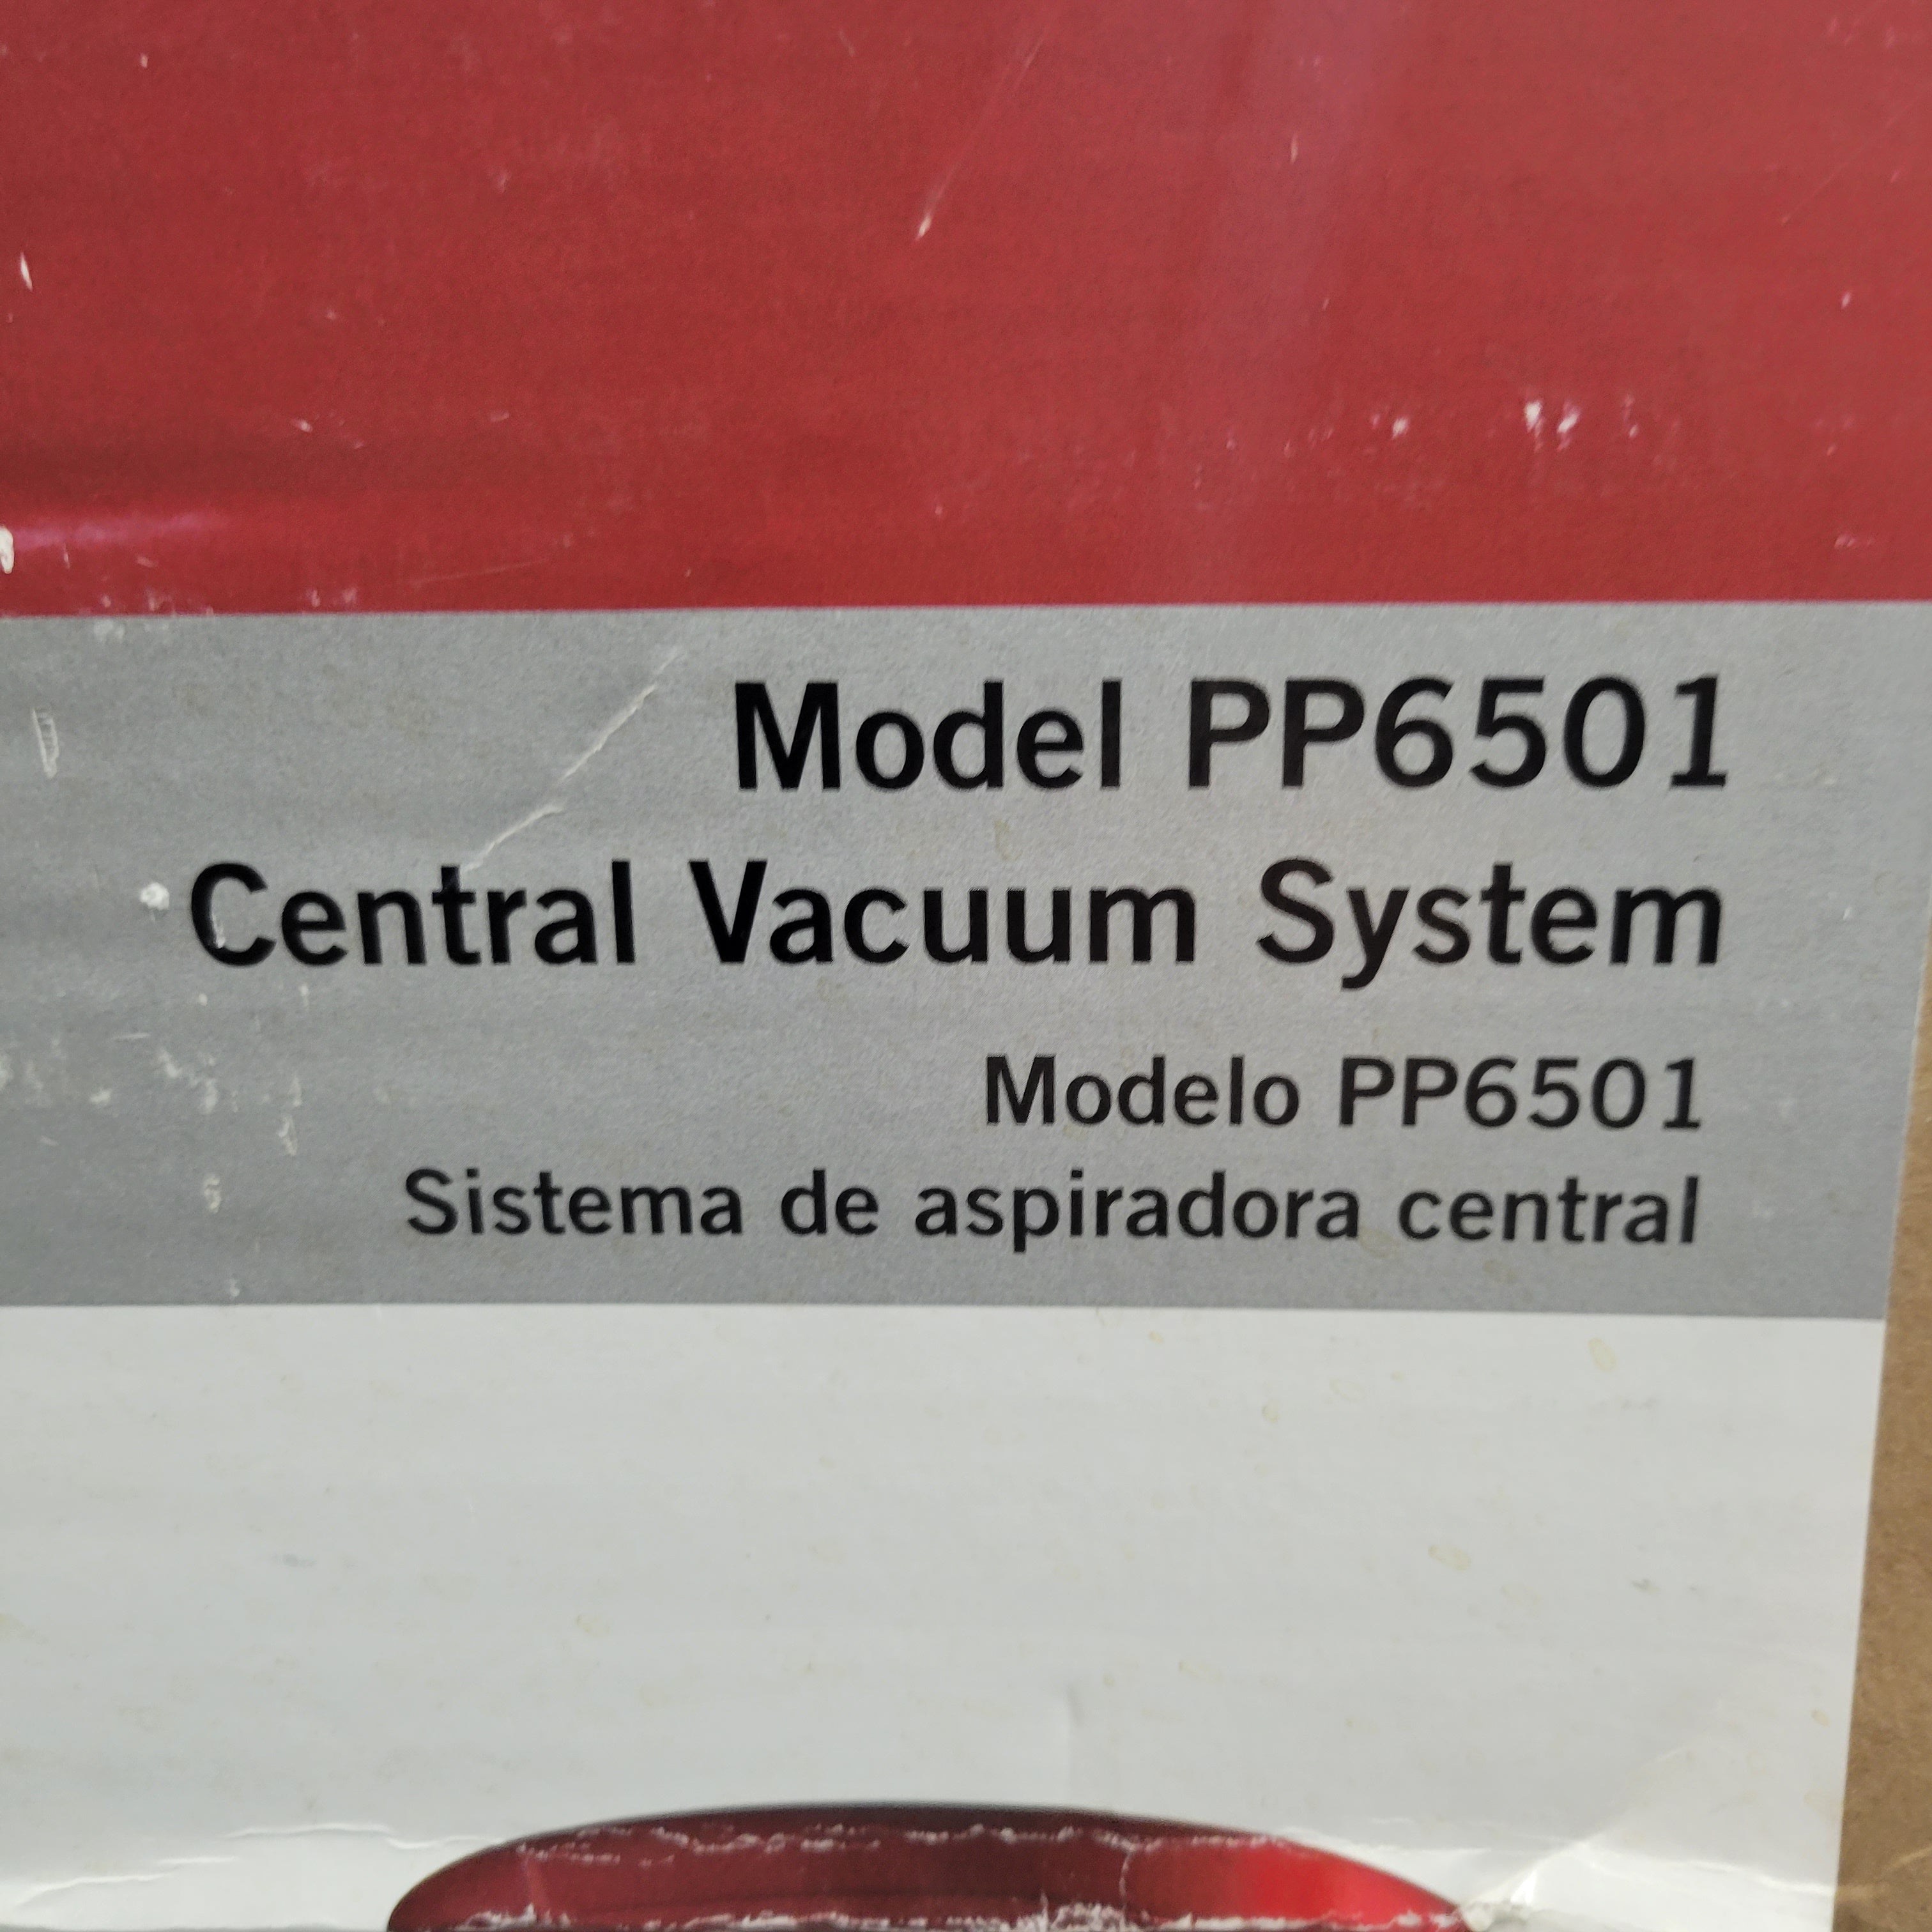 Model PP6501
Central Vacuum System
Modelo PP6501
Sistema de aspiradora central